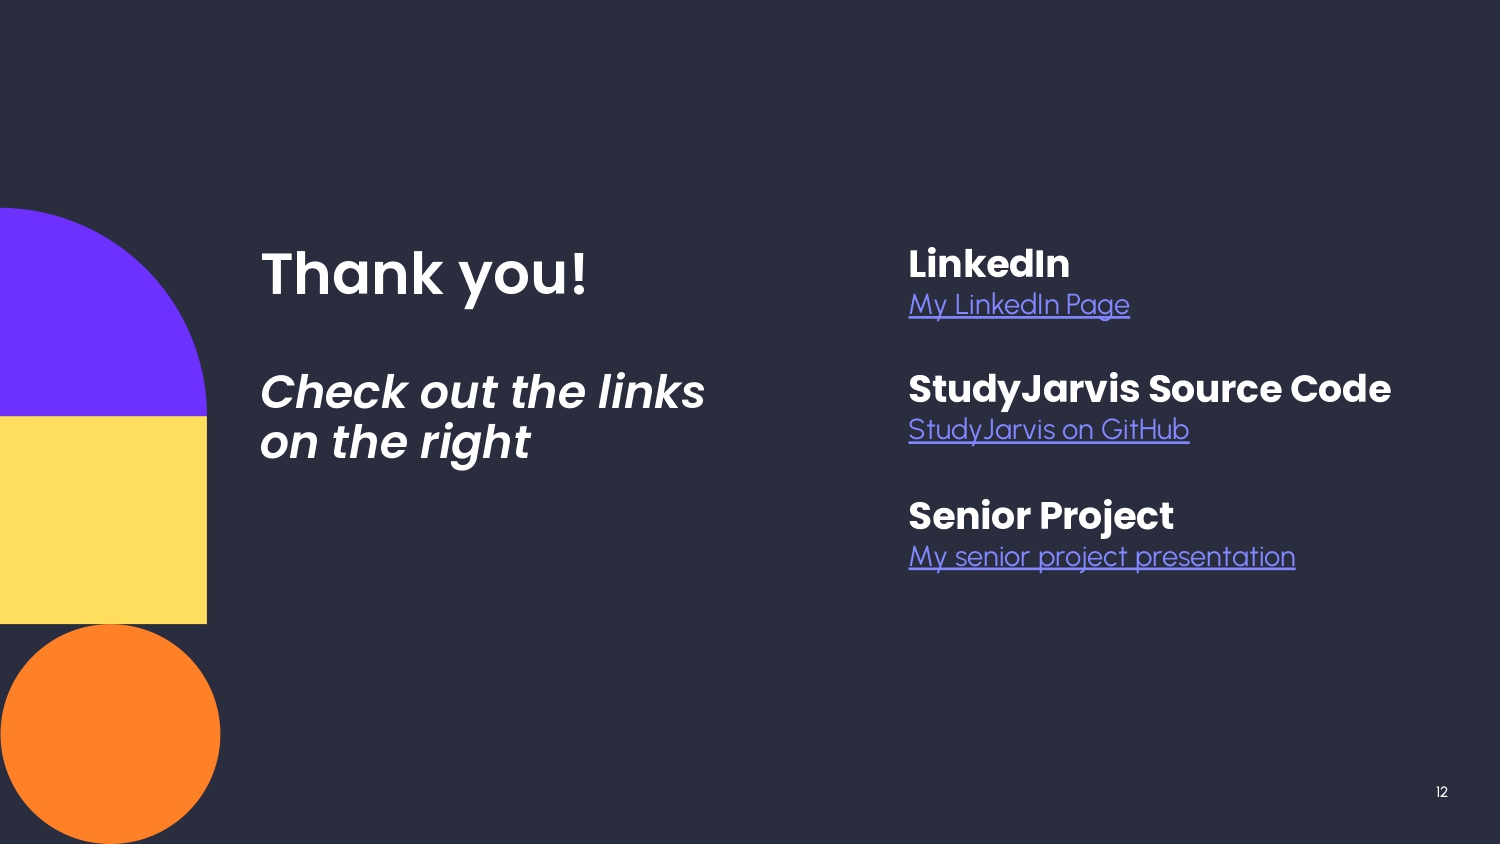 Thank you!
Check out the links
on the right
LinkedIn
My LinkedIn Page
StudyJarvis Source Code
StudyJarvis on GitHub
Senior Project
My senior project presentation
12